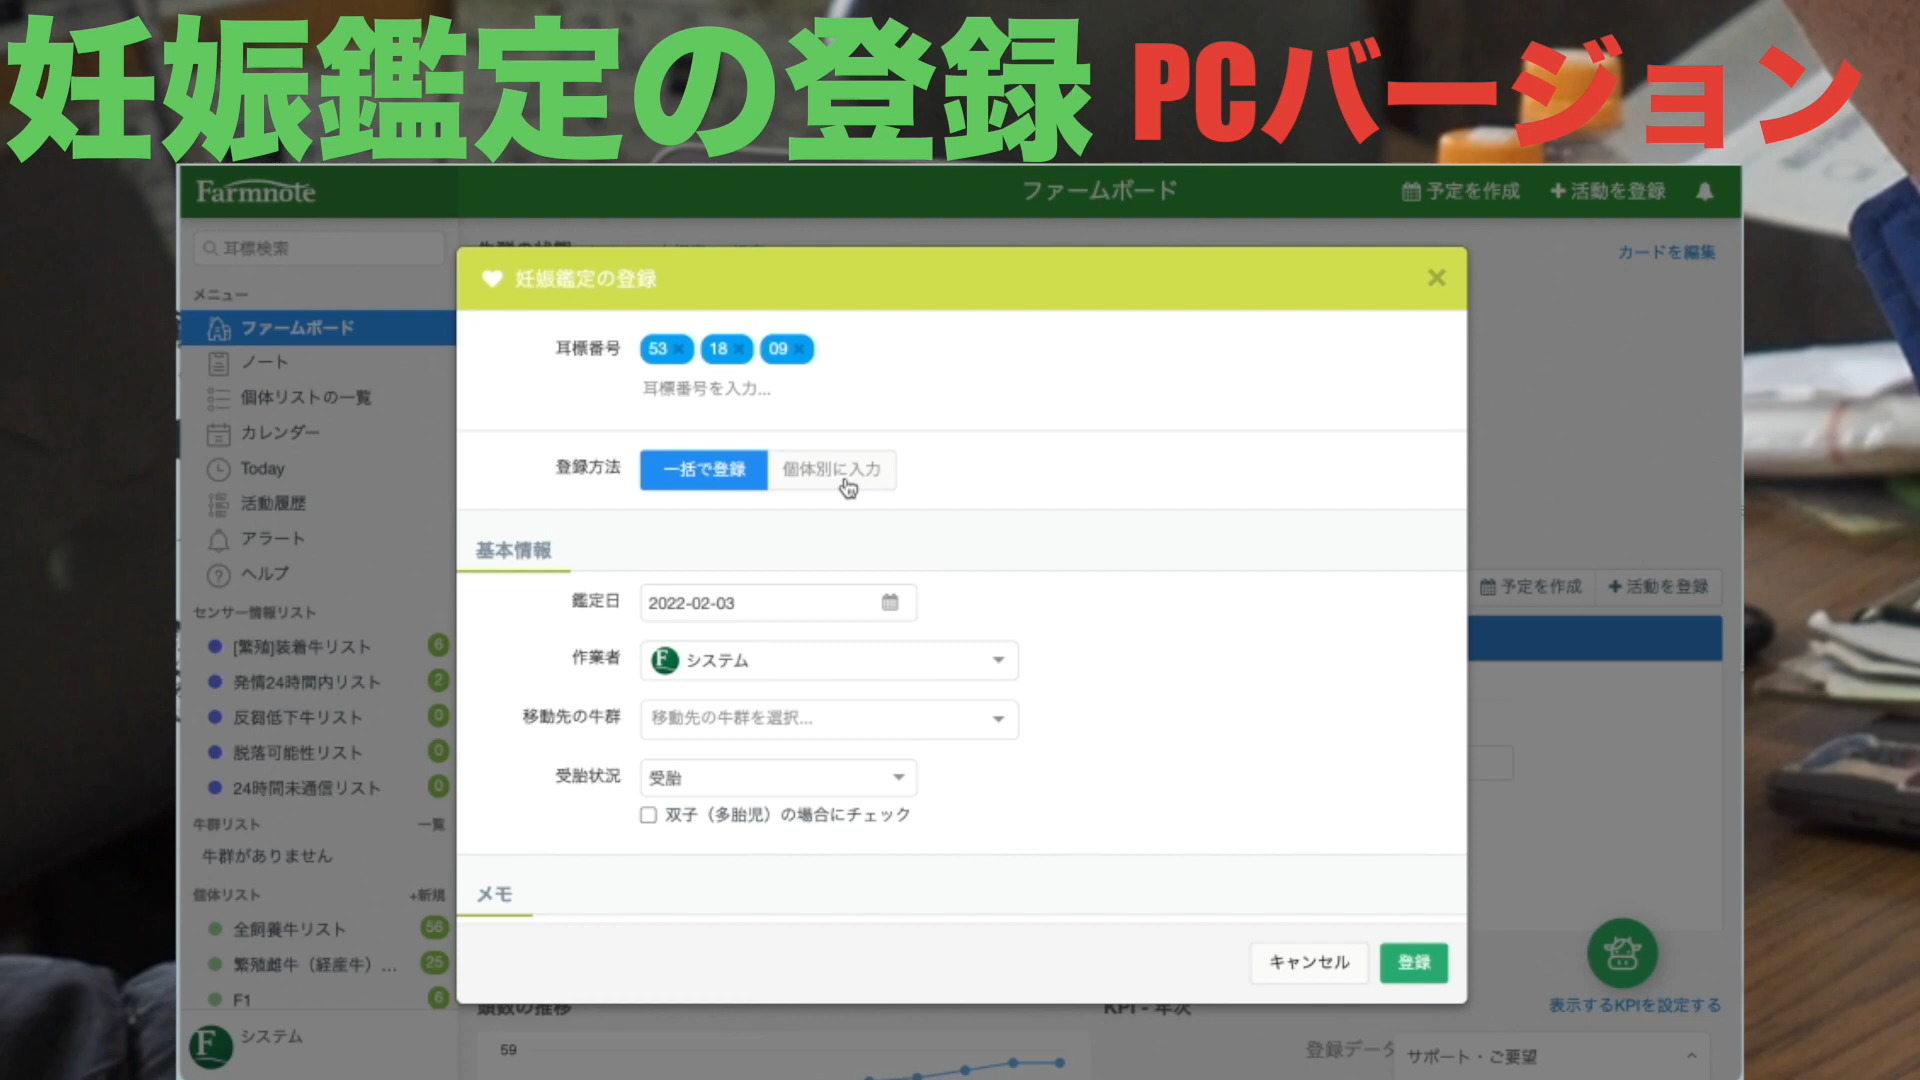 妊娠鑑定の登録 PCバージョン
Farmnote
ファームボード
予定を作成
+活動を登録
耳標検索
カードを編集
メニュー
ファームボード
ノート
個体リストの一覧
カレンダー
Today
活動履歴
アラート
ヘルプ
センサー情報リスト
[繁殖]装着牛リスト 6
発情24時間内リスト 2
反芻低下牛リスト 0
脱落可能性リスト 0
24時間未通信リスト 0
牛群リスト 一覧
牛群がありません
個体リスト +新規
全飼養牛リスト 56
繁殖雌牛（経産牛）... 25
F1 6
システム
妊娠鑑定の登録
耳標番号 53 18 09
耳標番号を入力...
登録方法 一括で登録 個体別に入力
基本情報
鑑定日 2022-02-03
作業者 システム
移動先の牛群 移動先の牛群を選択...
受胎状況 受胎
双子（多胎児）の場合にチェック
メモ
キャンセル 登録
予定を作成 +活動を登録
表示するKPIを設定する
頭数の推移
KPI - 年次
59
登録データ
サポート・ご要望